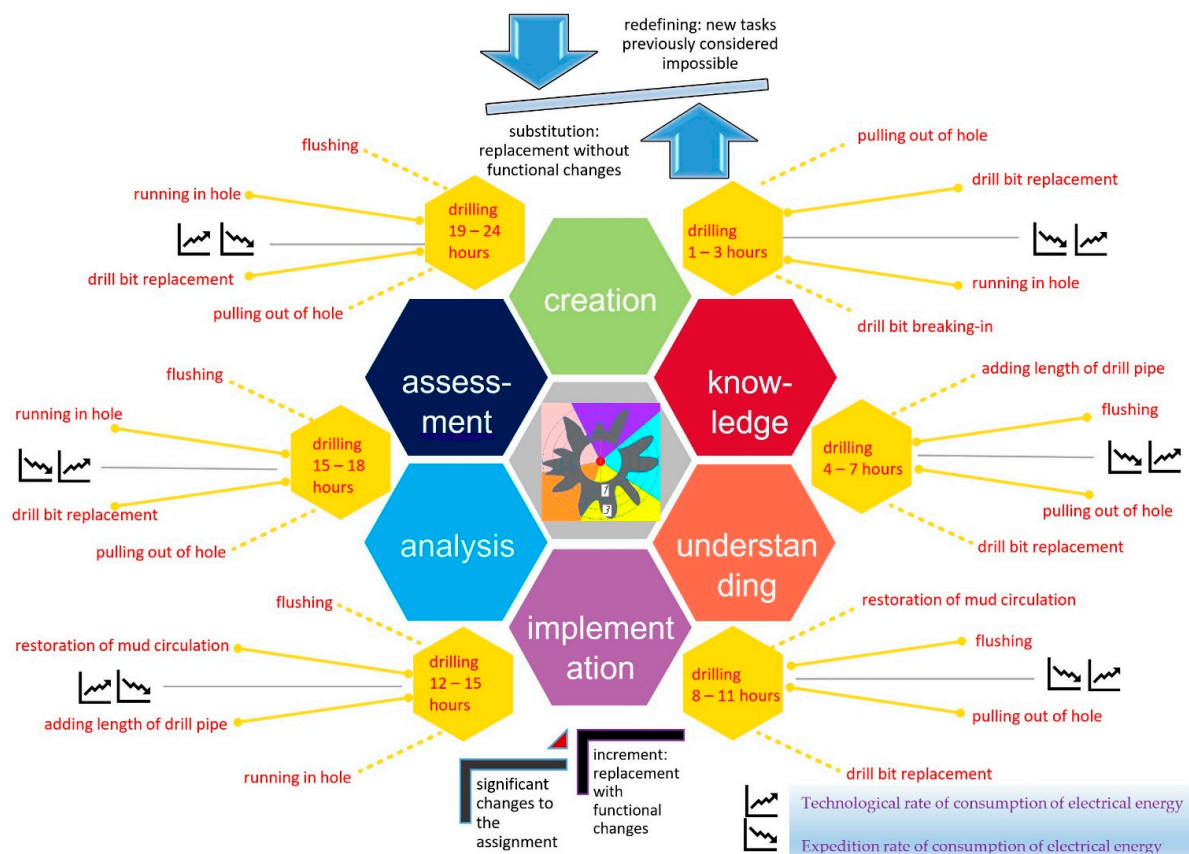 redefining: new tasks
previously considered
impossible
substitution:
replacement without
functional changes
flushing
running in hole
drill bit replacement
pulling out of hole
drilling
19 – 24
hours
pulling out of hole
drill bit replacement
running in hole
drill bit breaking-in
drilling
1 – 3 hours
creation
assess-
ment
know-
ledge
flushing
running in hole
drill bit replacement
pulling out of hole
drilling
15 – 18
hours
adding length of drill pipe
flushing
pulling out of hole
drill bit replacement
drilling
4 – 7 hours
1
3
analysis
understan
ding
implement
ation
flushing
restoration of mud circulation
adding length of drill pipe
running in hole
drilling
12 – 15
hours
restoration of mud circulation
flushing
pulling out of hole
drill bit replacement
drilling
8 – 11 hours
significant
changes to
the
assignment
increment:
replacement
with
functional
changes
Technological rate of consumption of electrical energy
Expedition rate of consumption of electrical energy